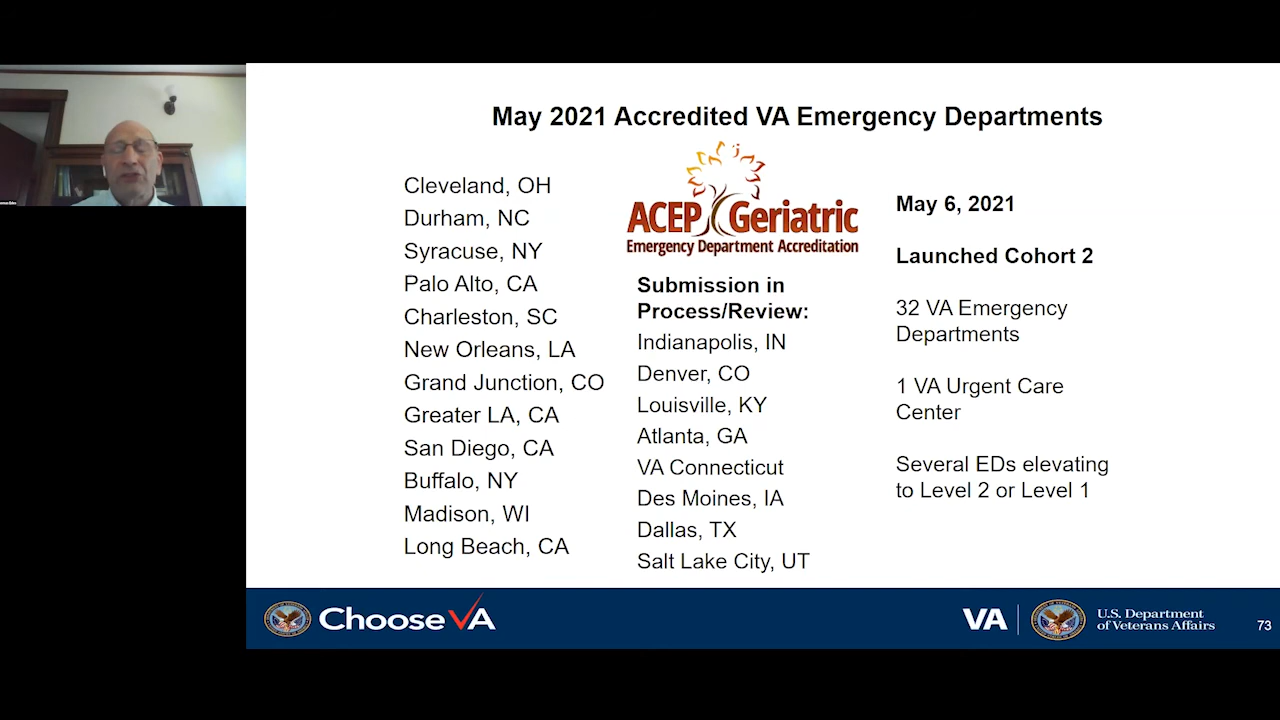 May 2021 Accredited VA Emergency Departments
Cleveland, OH
Durham, NC
Syracuse, NY
Palo Alto, CA
Charleston, SC
New Orleans, LA
Grand Junction, CO
Greater LA, CA
San Diego, CA
Buffalo, NY
Madison, WI
Long Beach, CA
ACEP Geriatric
Emergency Department Accreditation
Submission in
Process/Review:
Indianapolis, IN
Denver, CO
Louisville, KY
Atlanta, GA
VA Connecticut
Des Moines, IA
Dallas, TX
Salt Lake City, UT
May 6, 2021
Launched Cohort 2
32 VA Emergency
Departments
1 VA Urgent Care
Center
Several EDs elevating
to Level 2 or Level 1
Choose VA
VA
U.S. Department
of Veterans Affairs
73